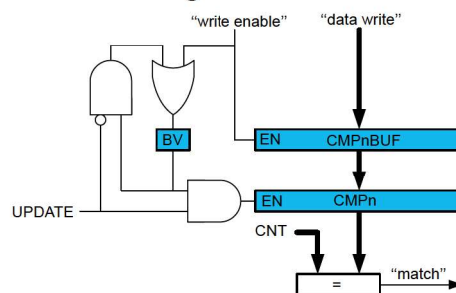 “write enable” “data write”
BV
EN CMPnBUF
EN CMPn
UPDATE
CNT
=
“match”